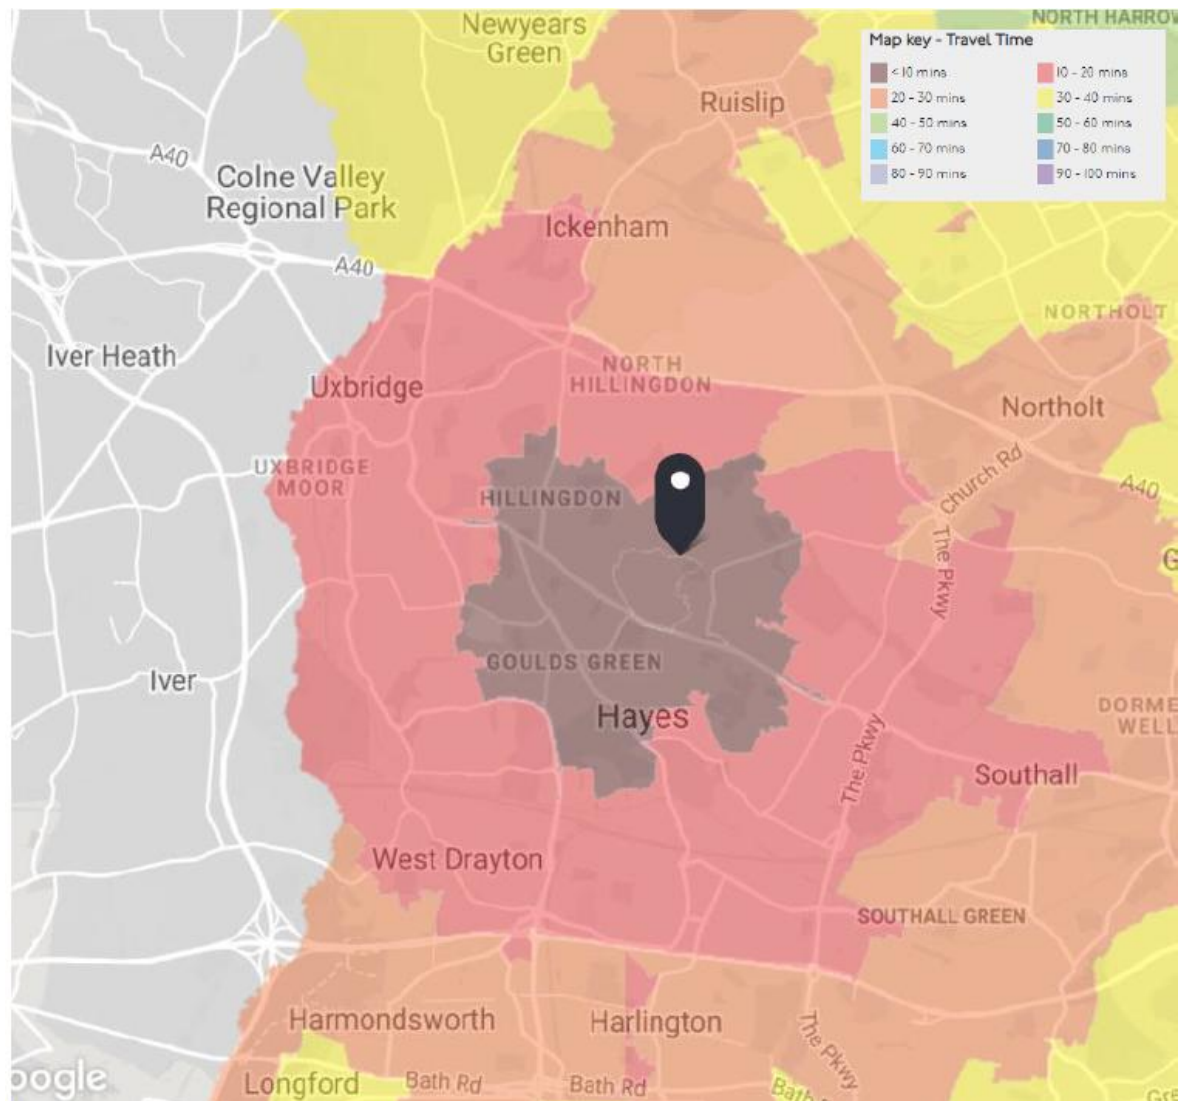 Newyears
Green
NORTH HARROW
Map key - Travel Time
< 10 mins
10 - 20 mins
20 - 30 mins
30 - 40 mins
40 - 50 mins
50 - 60 mins
60 - 70 mins
70 - 80 mins
80 - 90 mins
90 - 100 mins
Ruislip
A40
Colne Valley
Regional Park
Ickenham
A40
NORTHOLT
Iver Heath
NORTH
HILLINGDON
Uxbridge
Northolt
UXBRIDGE
MOOR
Church Rd
A40
HILLINGDON
G
The Pkwy
GOULDS GREEN
Iver
Hayes
DORME
WELL
The Pkwy
Southall
West Drayton
SOUTHALL GREEN
Harmondsworth
Harlington
The Pkwy
oogle
Longford
Bath Rd
Bath Rd
Bath
Gre